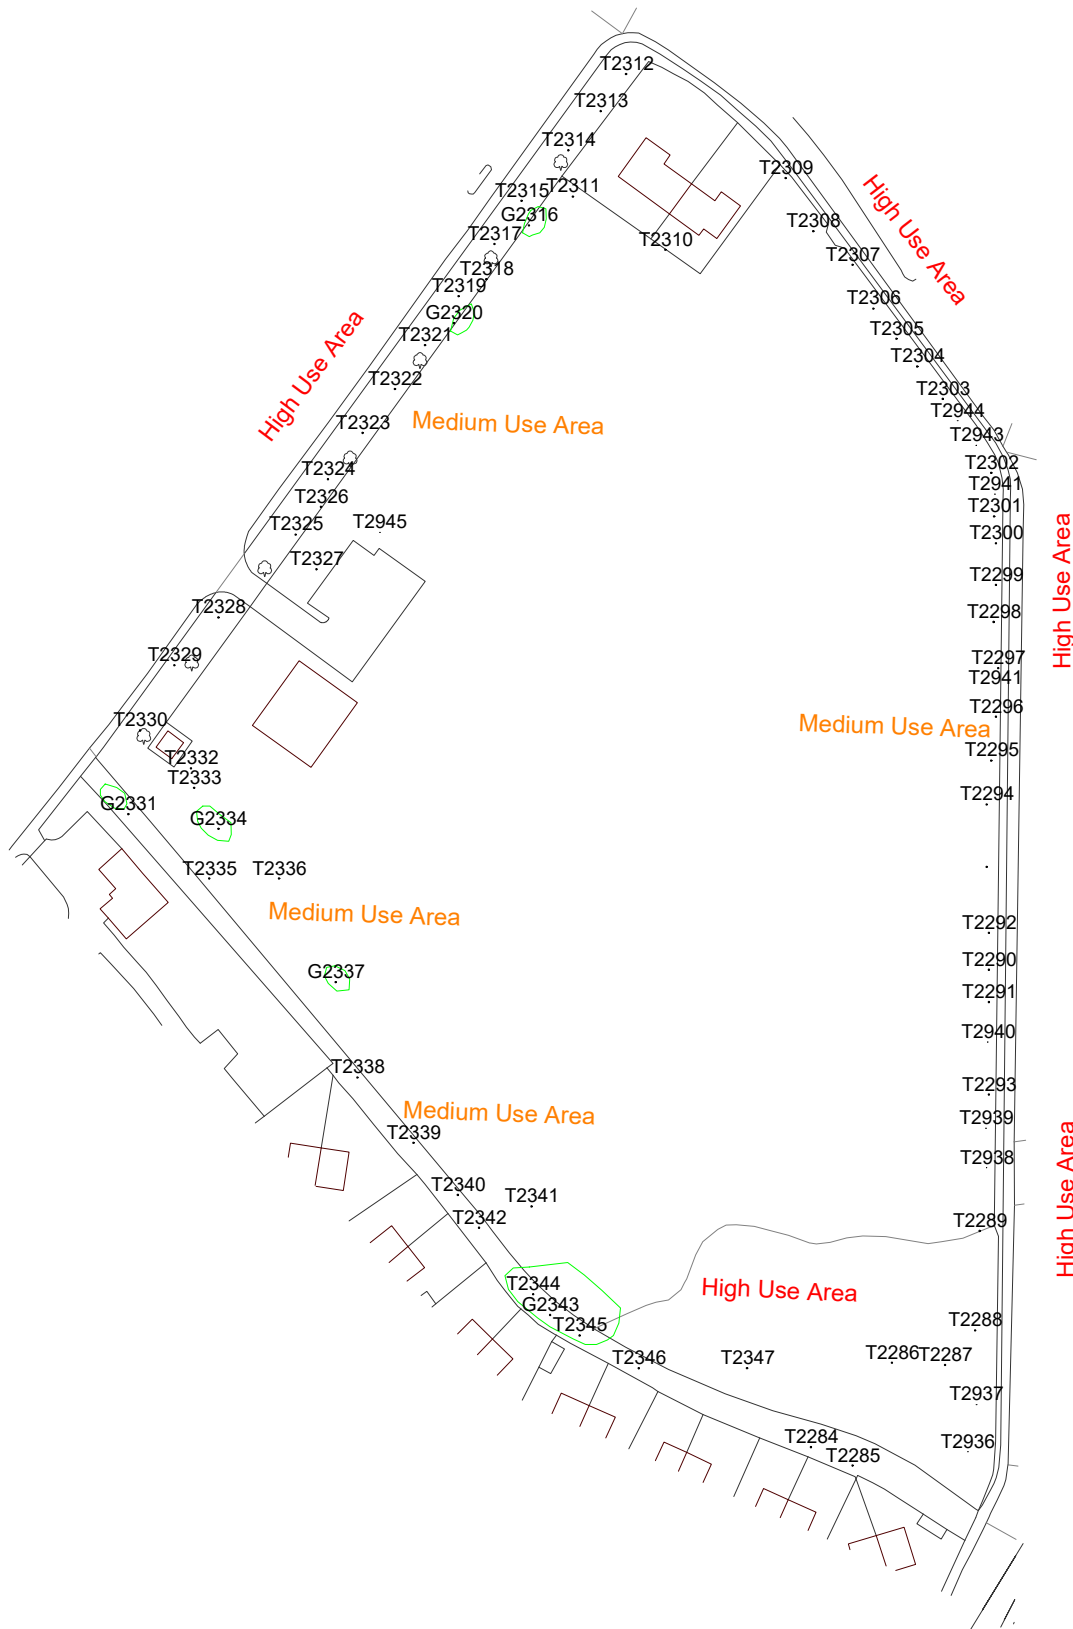 T2312
T2313
T2314
T2309
High Use Area
T2315
T2311
G2316
T2308
T2317
T2310
T2307
T2318
T2319
T2306
G2320
T2305
T2321
High Use Area
T2304
T2322
T2303
T2944
Medium Use Area
T2323
T2943
T2302
T2324
T2941
T2326
T2301
T2325
T2945
T2300
High Use Area
T2327
T2299
T2328
T2298
T2329
T2297
T2941
T2296
T2330
Medium Use Area
T2332
T2295
T2333
T2294
G2331
G2334
T2335
T2336
Medium Use Area
T2292
T2290
G2337
T2291
T2940
T2338
T2293
Medium Use Area
T2939
T2339
T2938
T2340
T2341
High Use Area
T2342
T2289
T2344
High Use Area
G2343
T2345
T2288
T2346
T2347
T2286
T2287
T2937
T2284
T2936
T2285